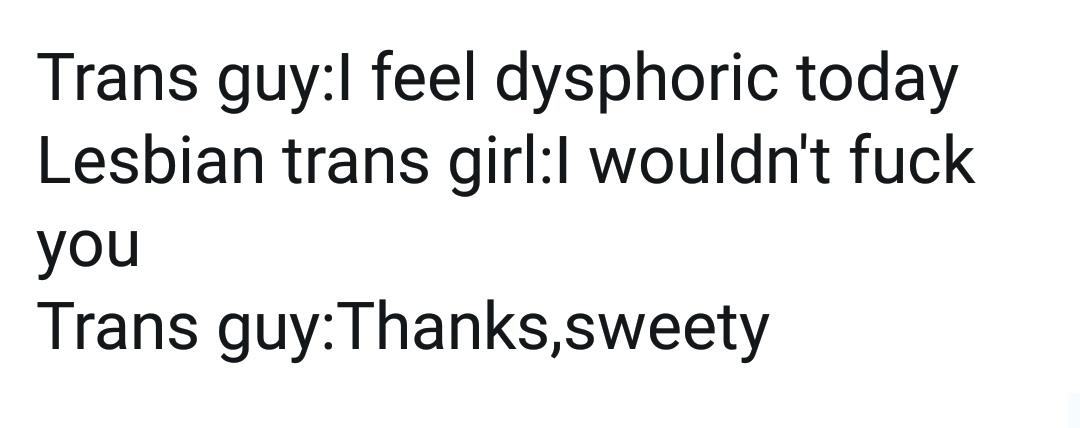 Trans guy:I feel dysphoric today
Lesbian trans girl:I wouldn't fuck
you
Trans guy:Thanks,sweety